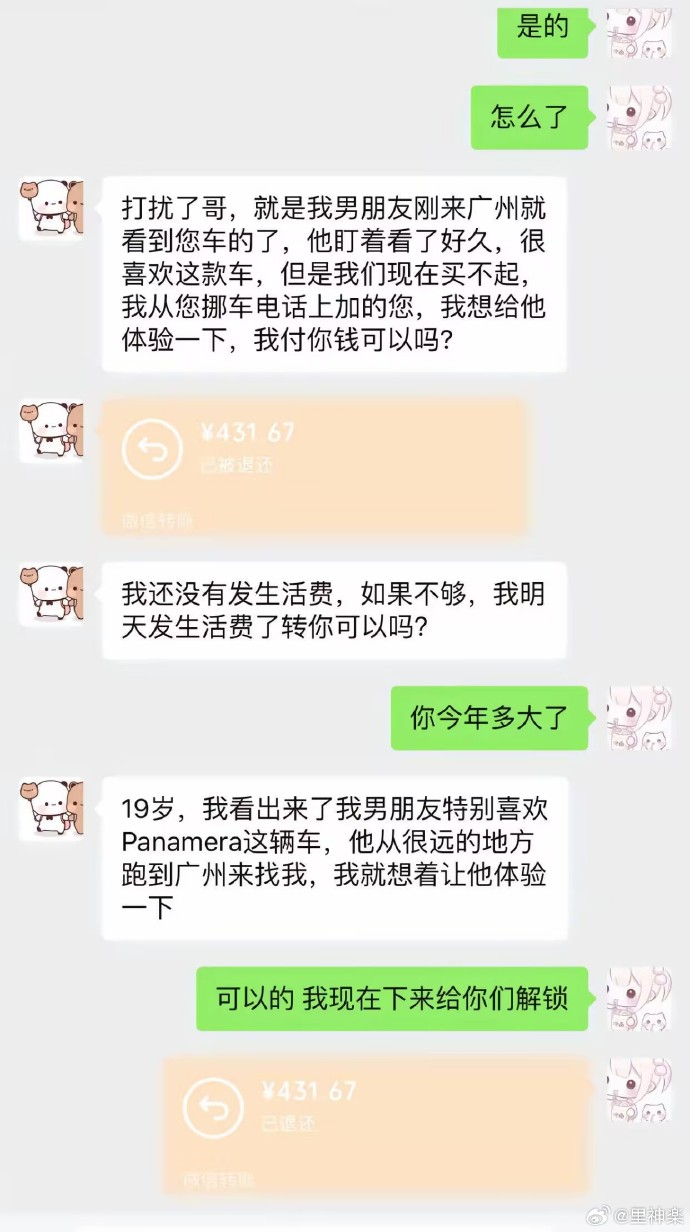 是的
怎么了
打扰了哥，就是我男朋友刚来广州就
看到您车的了，他盯着看了好久，很
喜欢这款车，但是我们现在买不起，
我从您挪车电话上加的您，我想给他
体验一下，我付你钱可以吗？
¥431.67
已被退还
微信转账
我还没有发生活费，如果不够，我明
天发生活费了转你可以吗？
你今年多大了
19岁，我看出来了我男朋友特别喜欢
Panamera这辆车，他从很远的地方
跑到广州来找我，我就想着让他体验
一下
可以的 我现在下来给你们解锁
¥431.67
已退还
微信转账
@里神楽